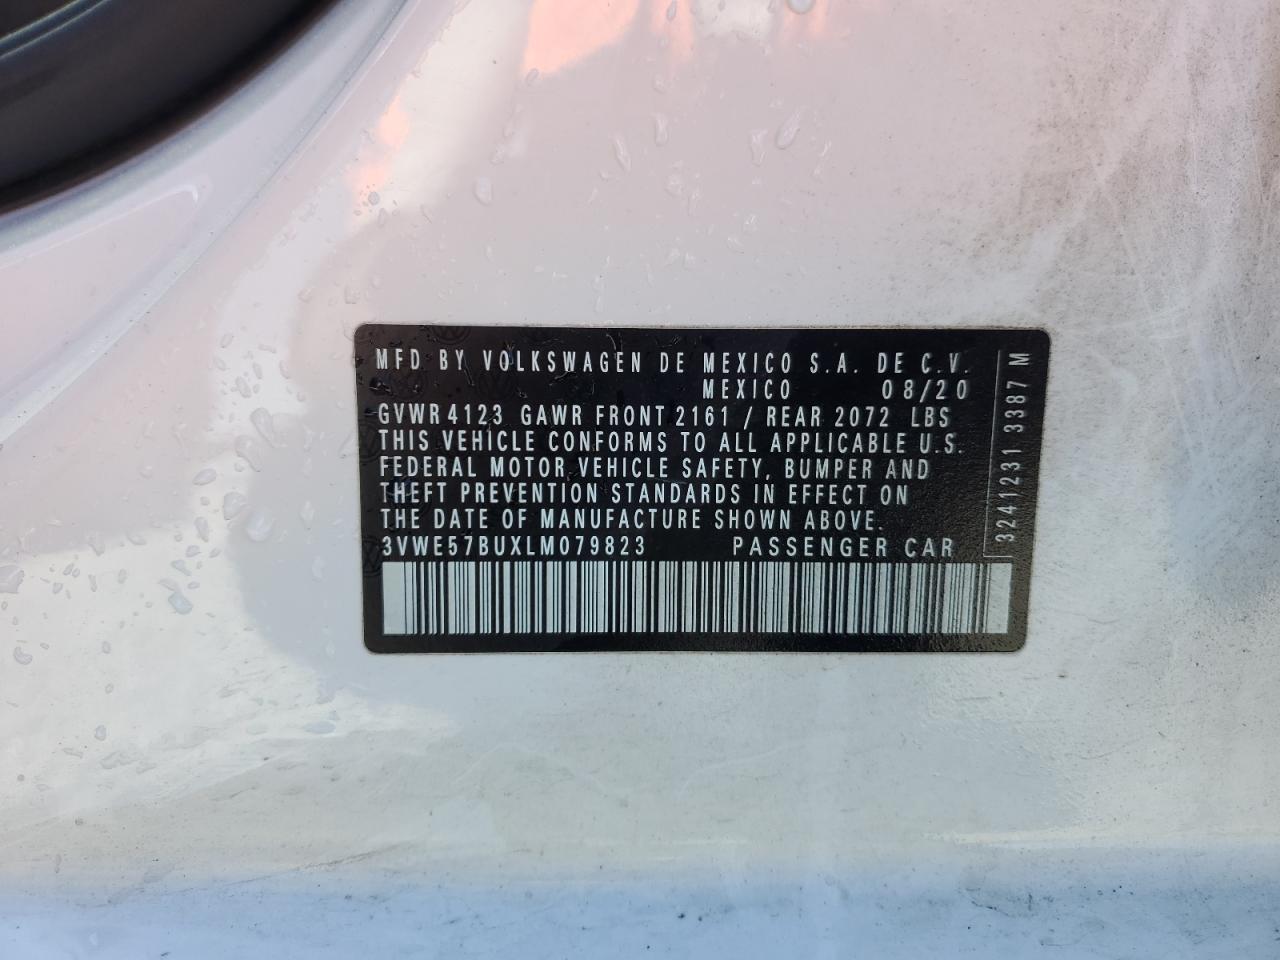 MFD BY VOLKSWAGEN DE MEXICO S.A. DE C.V.
MEXICO 08/20
GVWR 4123 GAWR FRONT 2161 / REAR 2072 LBS
THIS VEHICLE CONFORMS TO ALL APPLICABLE U.S.
FEDERAL MOTOR VEHICLE SAFETY, BUMPER AND
THEFT PREVENTION STANDARDS IN EFFECT ON
THE DATE OF MANUFACTURE SHOWN ABOVE.
3VWE57BUXLM079823 PASSENGER CAR
3241231 3387 M